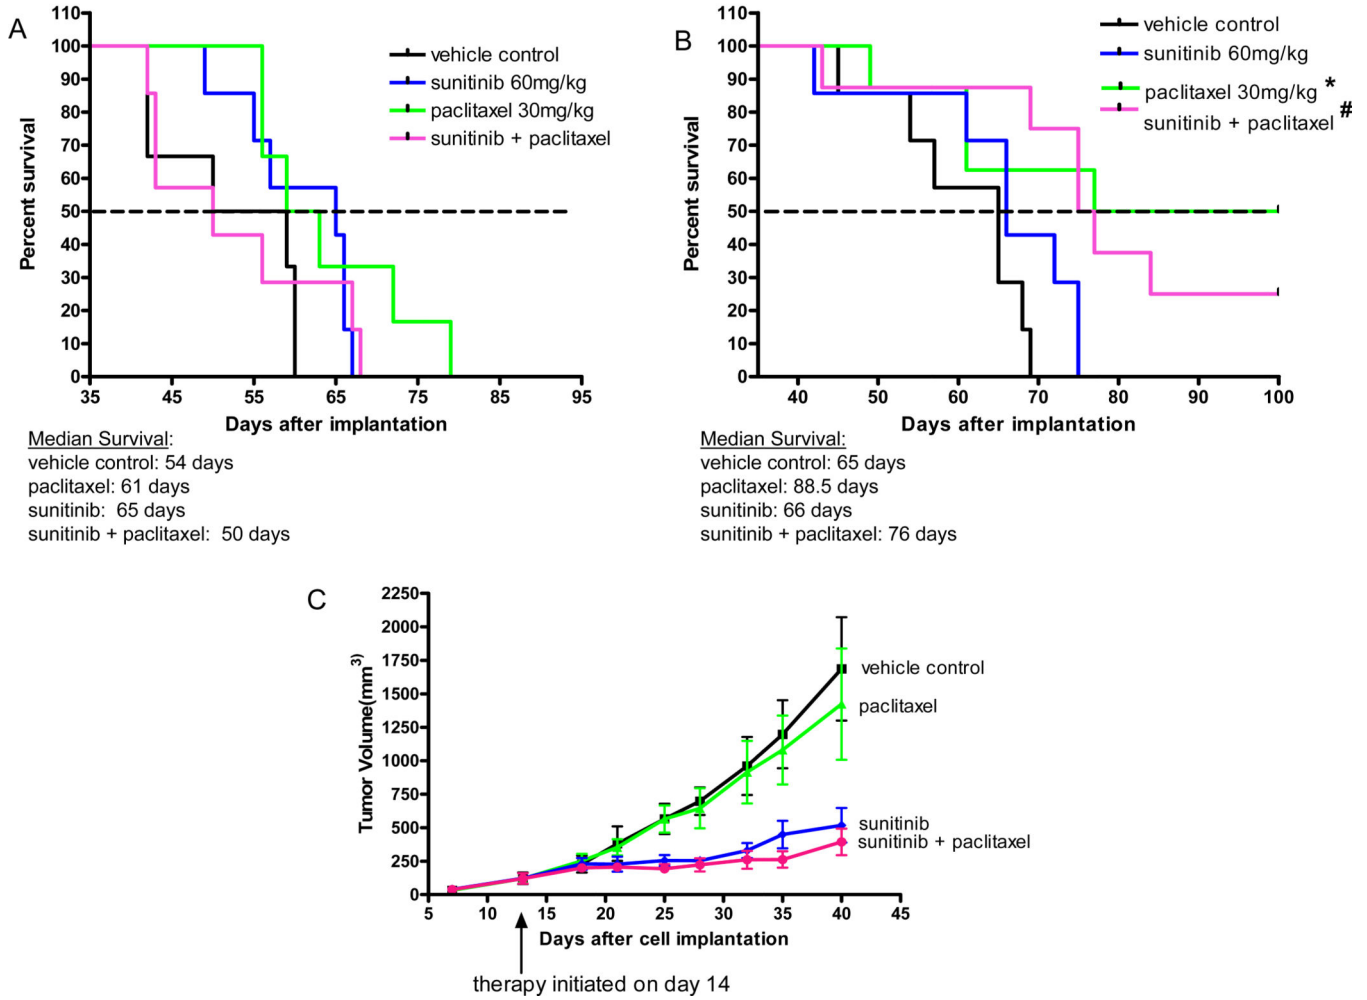 A
110
100
90
80
70
60
50
40
30
20
10
0
Percent survival
35 45 55 65 75 85 95
Days after implantation
vehicle control
sunitinib 60mg/kg
paclitaxel 30mg/kg
sunitinib + paclitaxel
Median Survival:
vehicle control: 54 days
paclitaxel: 61 days
sunitinib: 65 days
sunitinib + paclitaxel: 50 days
B
110
100
90
80
70
60
50
40
30
20
10
0
Percent survival
40 50 60 70 80 90 100
Days after implantation
vehicle control
sunitinib 60mg/kg
paclitaxel 30mg/kg *
sunitinib + paclitaxel #
Median Survival:
vehicle control: 65 days
paclitaxel: 88.5 days
sunitinib: 66 days
sunitinib + paclitaxel: 76 days
C
2250
2000
1750
1500
1250
1000
750
500
250
0
Tumor Volume(mm³)
5 10 15 20 25 30 35 40 45
Days after cell implantation
vehicle control
paclitaxel
sunitinib
sunitinib + paclitaxel
therapy initiated on day 14